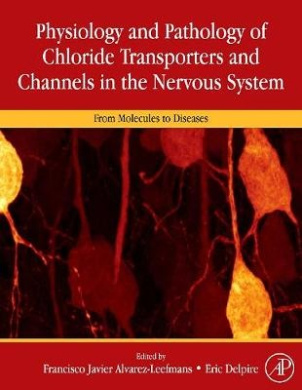 Physiology and Pathology of
Chloride Transporters and
Channels in the Nervous System
From Molecules to Diseases
Edited by
Francisco Javier Alvarez-Leefmans • Eric Delpire
AP